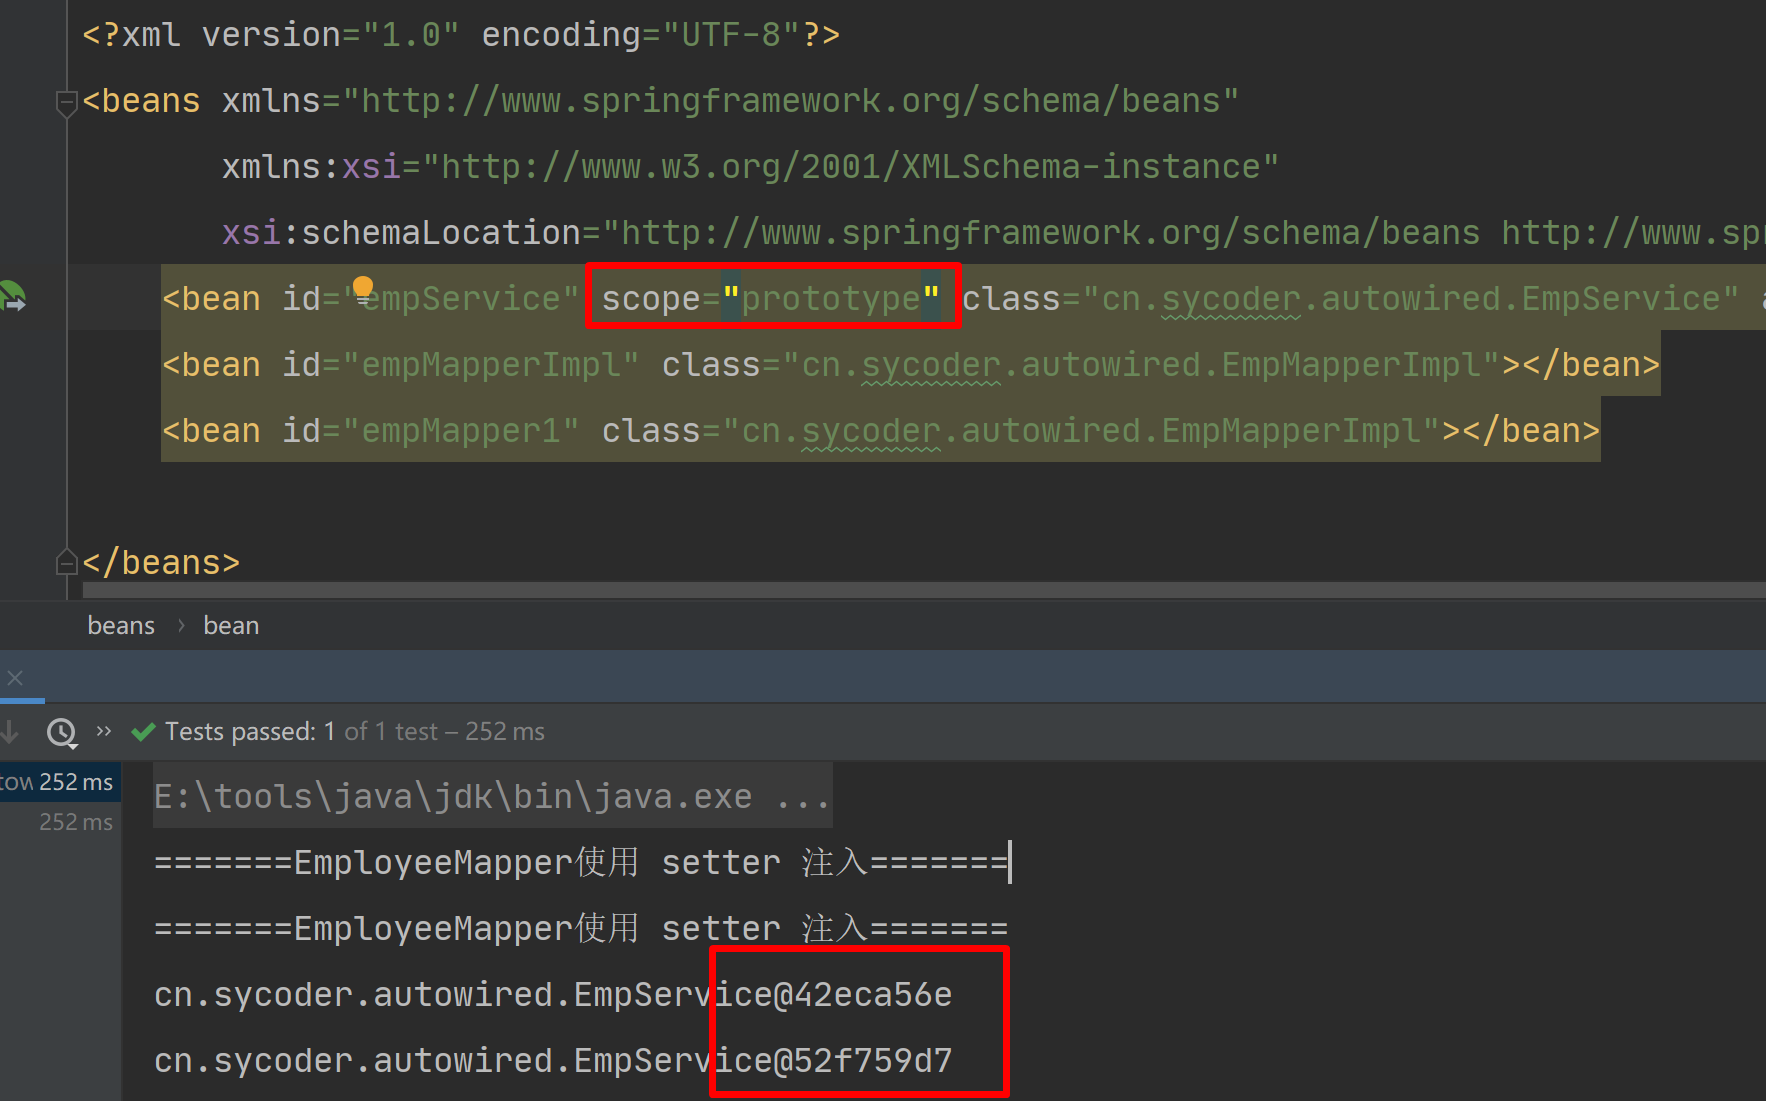 <?xml version="1.0" encoding="UTF-8"?>
<beans xmlns="http://www.springframework.org/schema/beans"
xmlns:xsi="http://www.w3.org/2001/XMLSchema-instance"
xsi:schemaLocation="http://www.springframework.org/schema/beans http://www.spr
<bean id="empService" scope="prototype" class="cn.sycoder.autowired.EmpService" a
<bean id="empMapperImpl" class="cn.sycoder.autowired.EmpMapperImpl"></bean>
<bean id="empMapper1" class="cn.sycoder.autowired.EmpMapperImpl"></bean>
</beans>
beans › bean
» Tests passed: 1 of 1 test – 252 ms
tow 252 ms
252 ms
E:\tools\java\jdk\bin\java.exe ...
=======EmployeeMapper使用 setter 注入=======
=======EmployeeMapper使用 setter 注入=======
cn.sycoder.autowired.EmpService@42eca56e
cn.sycoder.autowired.EmpService@52f759d7